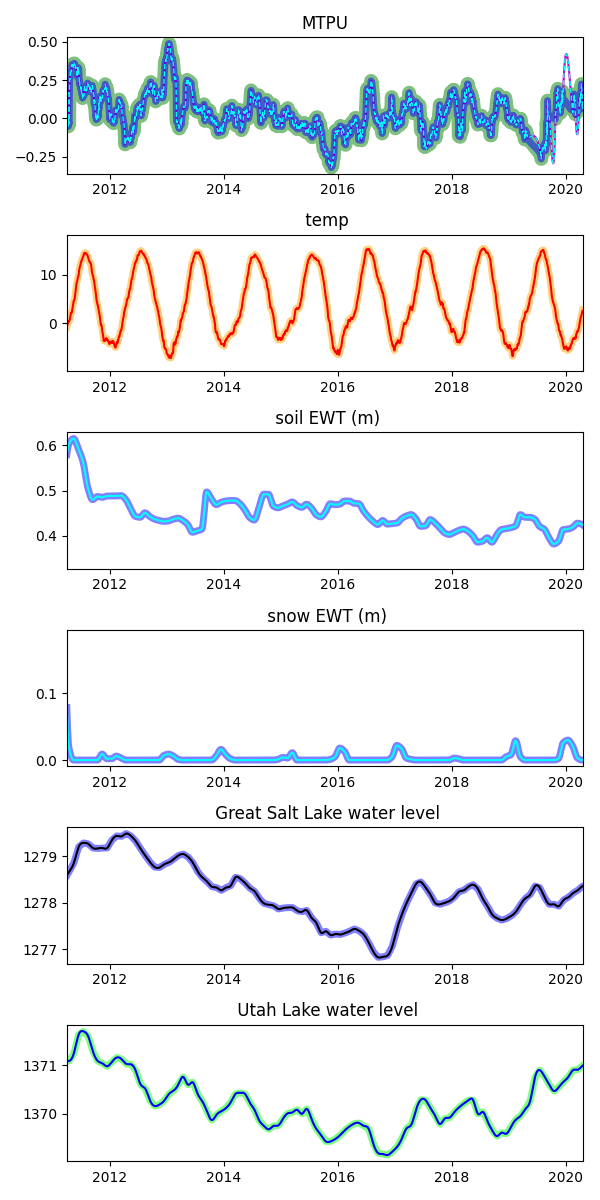 MTPU
0.50
0.25
0.00
−0.25
2012 2014 2016 2018 2020
temp
10
0
2012 2014 2016 2018 2020
soil EWT (m)
0.6
0.5
0.4
2012 2014 2016 2018 2020
snow EWT (m)
0.1
0.0
2012 2014 2016 2018 2020
Great Salt Lake water level
1279
1278
1277
2012 2014 2016 2018 2020
Utah Lake water level
1371
1370
2012 2014 2016 2018 2020